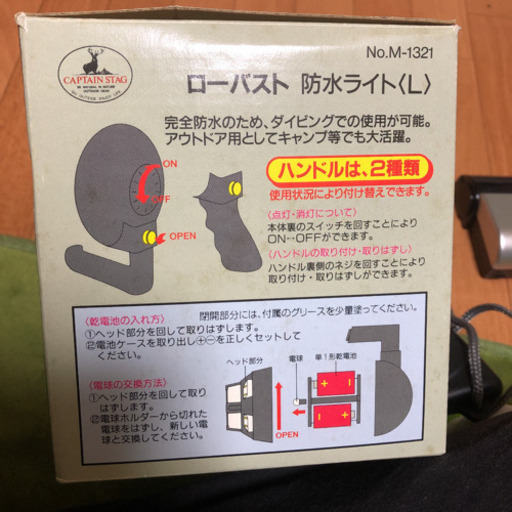 CAPTAIN STAG
No.M-1321
ローバスト 防水ライト〈L〉
完全防水のため、ダイビングでの使用が可能。
アウトドア用としてキャンプ等でも大活躍。
ON
OFF
OPEN
ハンドルは、2種類
使用状況により付け替えできます。
〈点灯・消灯について〉
本体裏のスイッチを回すことにより
ON↔OFFができます。
〈ハンドルの取り付け・取りはずし〉
ハンドル裏側のネジを回すことにより
取り付け・取りはずしができます。
〈乾電池の入れ方〉
①ヘッド部分を回して取りはずします。
②電池ケースを取り出し⊕⊖を正しくセットして
ください。
〈電球の交換方法〉
①ヘッド部分を回して取り
はずします。
②電球ホルダーから切れた
電球をはずし、新しい電
球と交換してください。
開閉部分には、付属のグリースを少量塗ってください。
ヘッド部分
電球
単1形乾電池
OPEN